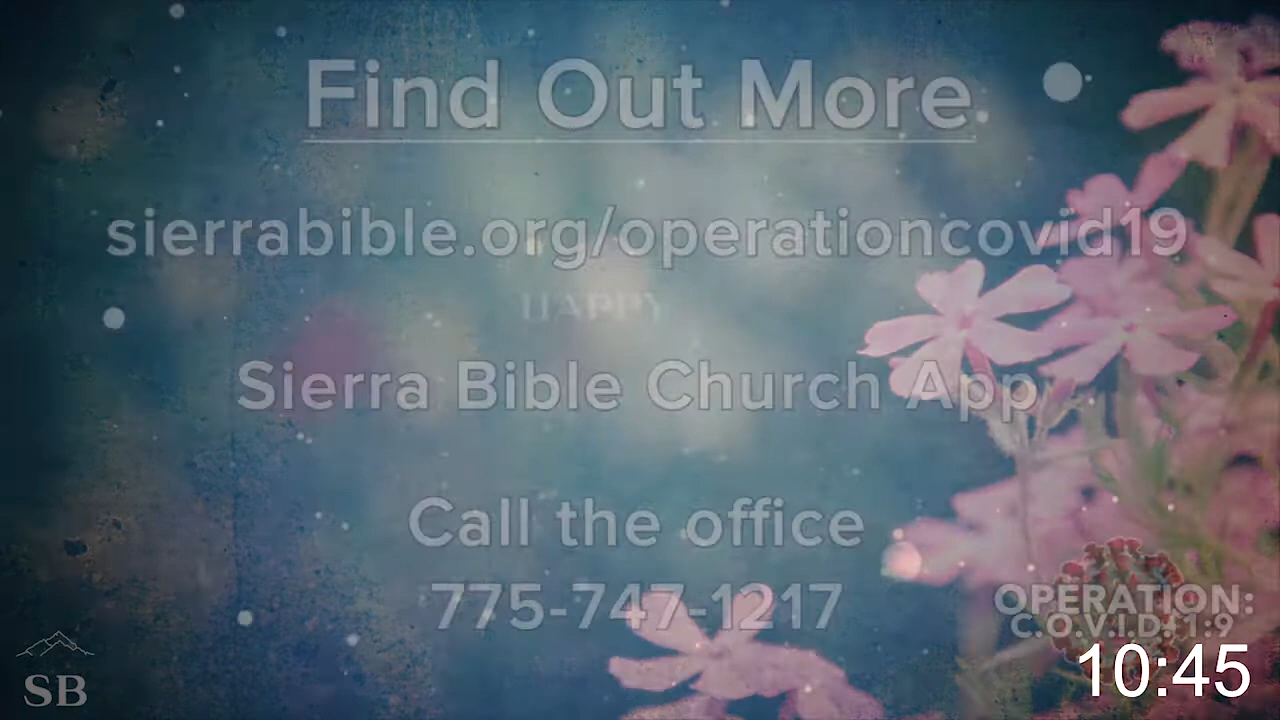 Find Out More
sierrabible.org/operationcovid19
HAPPY
Sierra Bible Church App
Call the office
775-747-1217
OPERATION:
C.O.V.I.D.1:9
10:45
SB